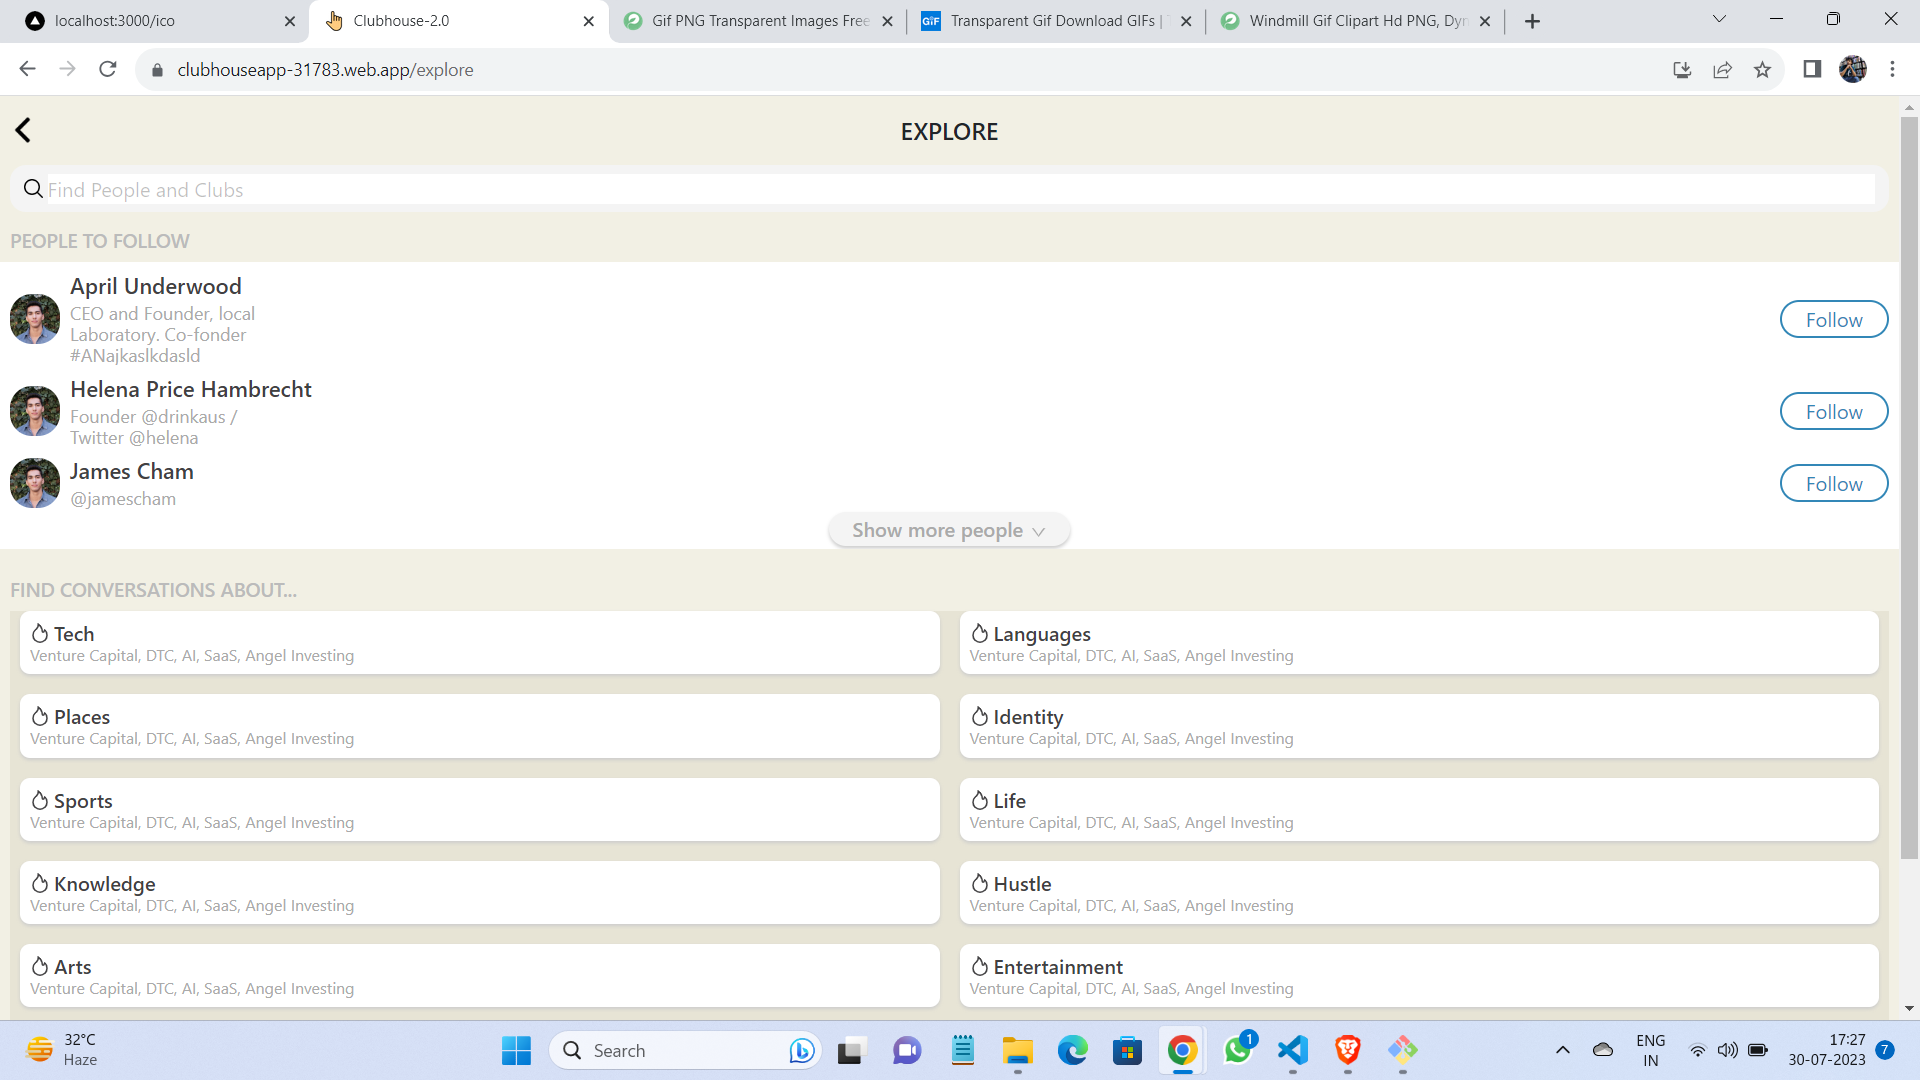 localhost:3000/ico
Clubhouse-2.0
Gif PNG Transparent Images Free
GIF
Transparent Gif Download GIFs |
Windmill Gif Clipart Hd PNG, Dyn
clubhouseapp-31783.web.app/explore
EXPLORE
Find People and Clubs
PEOPLE TO FOLLOW
April Underwood
CEO and Founder, local
Laboratory. Co-fonder
#ANajkaslkdasld
Follow
Helena Price Hambrecht
Founder @drinkaus /
Twitter @helena
Follow
James Cham
@jamescham
Follow
Show more people
FIND CONVERSATIONS ABOUT...
Tech
Venture Capital, DTC, AI, SaaS, Angel Investing
Languages
Venture Capital, DTC, AI, SaaS, Angel Investing
Places
Venture Capital, DTC, AI, SaaS, Angel Investing
Identity
Venture Capital, DTC, AI, SaaS, Angel Investing
Sports
Venture Capital, DTC, AI, SaaS, Angel Investing
Life
Venture Capital, DTC, AI, SaaS, Angel Investing
Knowledge
Venture Capital, DTC, AI, SaaS, Angel Investing
Hustle
Venture Capital, DTC, AI, SaaS, Angel Investing
Arts
Venture Capital, DTC, AI, SaaS, Angel Investing
Entertainment
Venture Capital, DTC, AI, SaaS, Angel Investing
32°C
Haze
Search
1
ENG
IN
17:27
30-07-2023
7